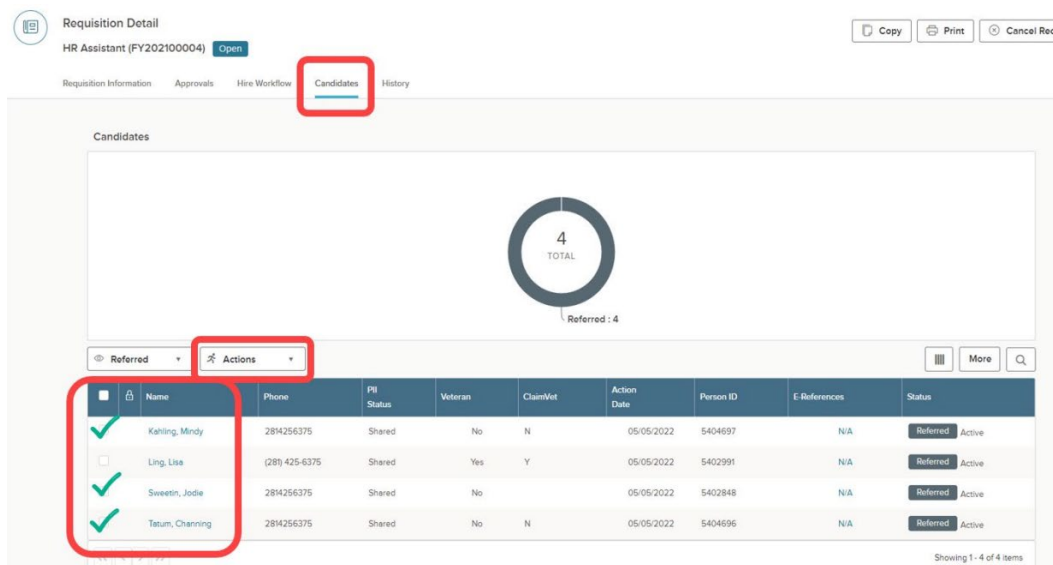 Requisition Detail
HR Assistant (FY202100004) Open
Copy Print Cancel Req
Requisition Information Approvals Hire Workflow Candidates History
Candidates
4
TOTAL
Referred : 4
Referred Actions More
Name Phone PII Status Veteran ClaimVet Action Date Person ID E-References Status
Kahling, Mindy 2814256375 Shared No N 05/05/2022 5404697 N/A Referred Active
Ling, Lisa (281) 425-6375 Shared Yes Y 05/05/2022 5402991 N/A Referred Active
Sweetin, Jodie 2814256375 Shared No 05/05/2022 5402848 N/A Referred Active
Tatum, Channing 2814256375 Shared No N 05/05/2022 5404696 N/A Referred Active
Showing 1 - 4 of 4 items